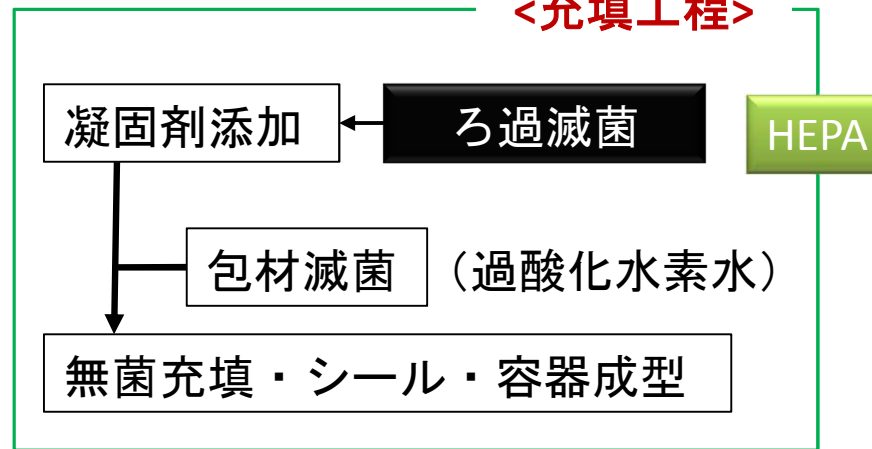 <充填工程>
凝固剤添加
ろ過滅菌
HEPA
包材滅菌
（過酸化水素水）
無菌充填・シール・容器成型